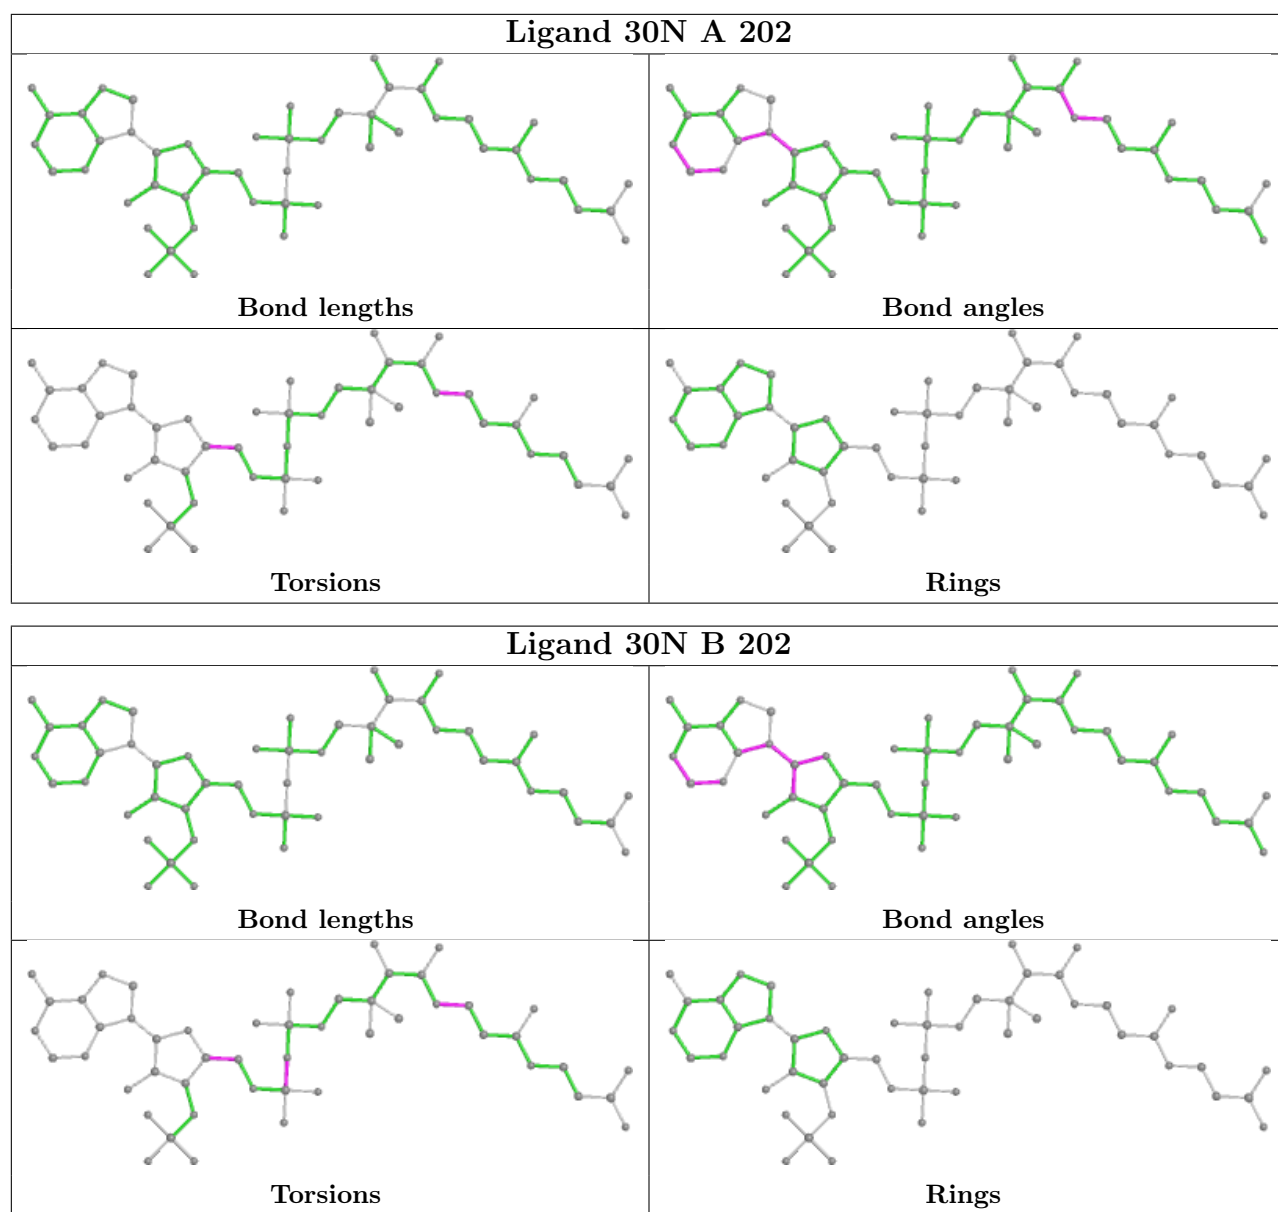 Ligand 30N A 202
Bond lengths
Bond angles
Torsions
Rings
Ligand 30N B 202
Bond lengths
Bond angles
Torsions
Rings